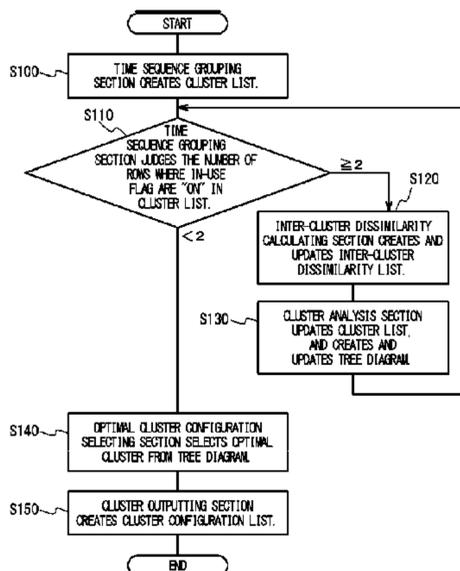 START
S100
TIME SEQUENCE GROUPING
SECTION CREATES CLUSTER LIST.
S110
TIME
SEQUENCE GROUPING
SECTION JUDGES THE NUMBER OF
ROWS WHERE IN-USE
FLAG ARE "ON" IN
CLUSTER LIST.
≧2
<2
S120
INTER-CLUSTER DISSIMILARITY
CALCULATING SECTION CREATES AND
UPDATES INTER-CLUSTER
DISSIMILARITY LIST.
S130
CLUSTER ANALYSIS SECTION
UPDATES CLUSTER LIST,
AND CREATES AND
UPDATES TREE DIAGRAM.
S140
OPTIMAL CLUSTER CONFIGURATION
SELECTING SECTION SELECTS OPTIMAL
CLUSTER FROM TREE DIAGRAM.
S150
CLUSTER OUTPUTTING SECTION
CREATES CLUSTER CONFIGURATION LIST.
END